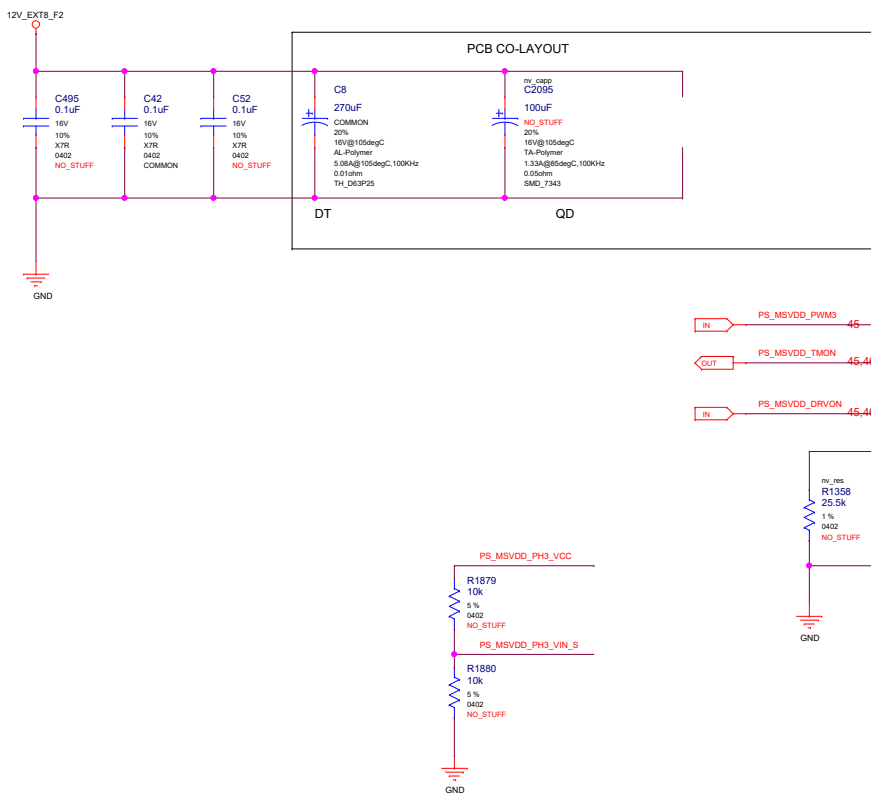 12V_EXT8_F2
PCB CO-LAYOUT
C495
0.1uF
16V
10%
X7R
0402
NO_STUFF
C42
0.1uF
16V
10%
X7R
0402
COMMON
C52
0.1uF
16V
10%
X7R
0402
NO_STUFF
C8
270uF
COMMON
20%
16V@105degC
AL-Polymer
5.08A@105degC,100KHz
0.01ohm
TH_D63P25
DT
nv_capp
C2095
100uF
NO_STUFF
20%
16V@105degC
TA-Polymer
1.33A@85degC,100KHz
0.05ohm
SMD_7343
QD
GND
IN
PS_MSVDD_PWM3
45
OUT
PS_MSVDD_TMON
45,46
IN
PS_MSVDD_DRVON
45,46
nv_res
R1358
25.5k
1 %
0402
NO_STUFF
GND
PS_MSVDD_PH3_VCC
R1879
10k
5 %
0402
NO_STUFF
PS_MSVDD_PH3_VIN_S
R1880
10k
5 %
0402
NO_STUFF
GND